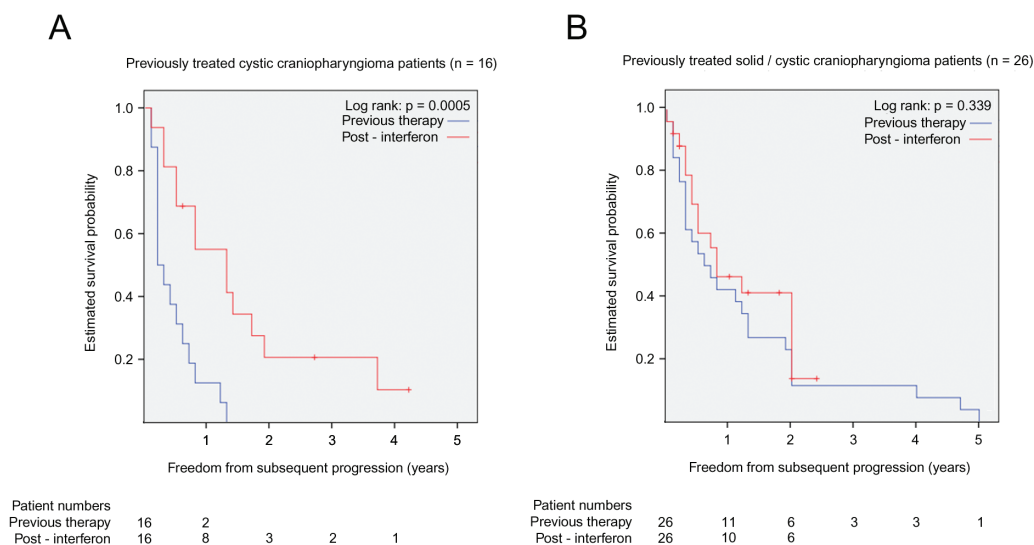 A
Previously treated cystic craniopharyngioma patients (n = 16)
Log rank: p = 0.0005
Previous therapy
Post - interferon
1.0
0.8
0.6
0.4
0.2
Estimated survival probability
1 2 3 4 5
Freedom from subsequent progression (years)
Patient numbers
Previous therapy 16 2
Post - interferon 16 8 3 2 1
B
Previously treated solid / cystic craniopharyngioma patients (n = 26)
Log rank: p = 0.339
Previous therapy
Post - interferon
1.0
0.8
0.6
0.4
0.2
Estimated survival probability
1 2 3 4 5
Freedom from subsequent progression (years)
Patient numbers
Previous therapy 26 11 6 3 3 1
Post - interferon 26 10 6